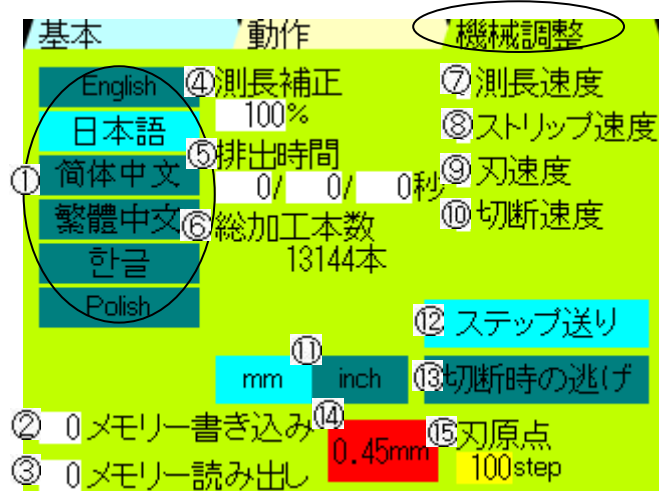 基本 動作 機械調整
① English
日本語
简体中文
繁體中文
한글
Polish
④測長補正
100%
⑤排出時間
0/ 0/ 0秒
⑥総加工本数
13144本
⑦測長速度
⑧ストリップ速度
⑨刃速度
⑩切断速度
⑪
mm inch
⑫ステップ送り
⑬切断時の逃げ
② 0メモリー書き込み
③ 0メモリー読み出し
⑭
0.45mm
⑮刃原点
100step